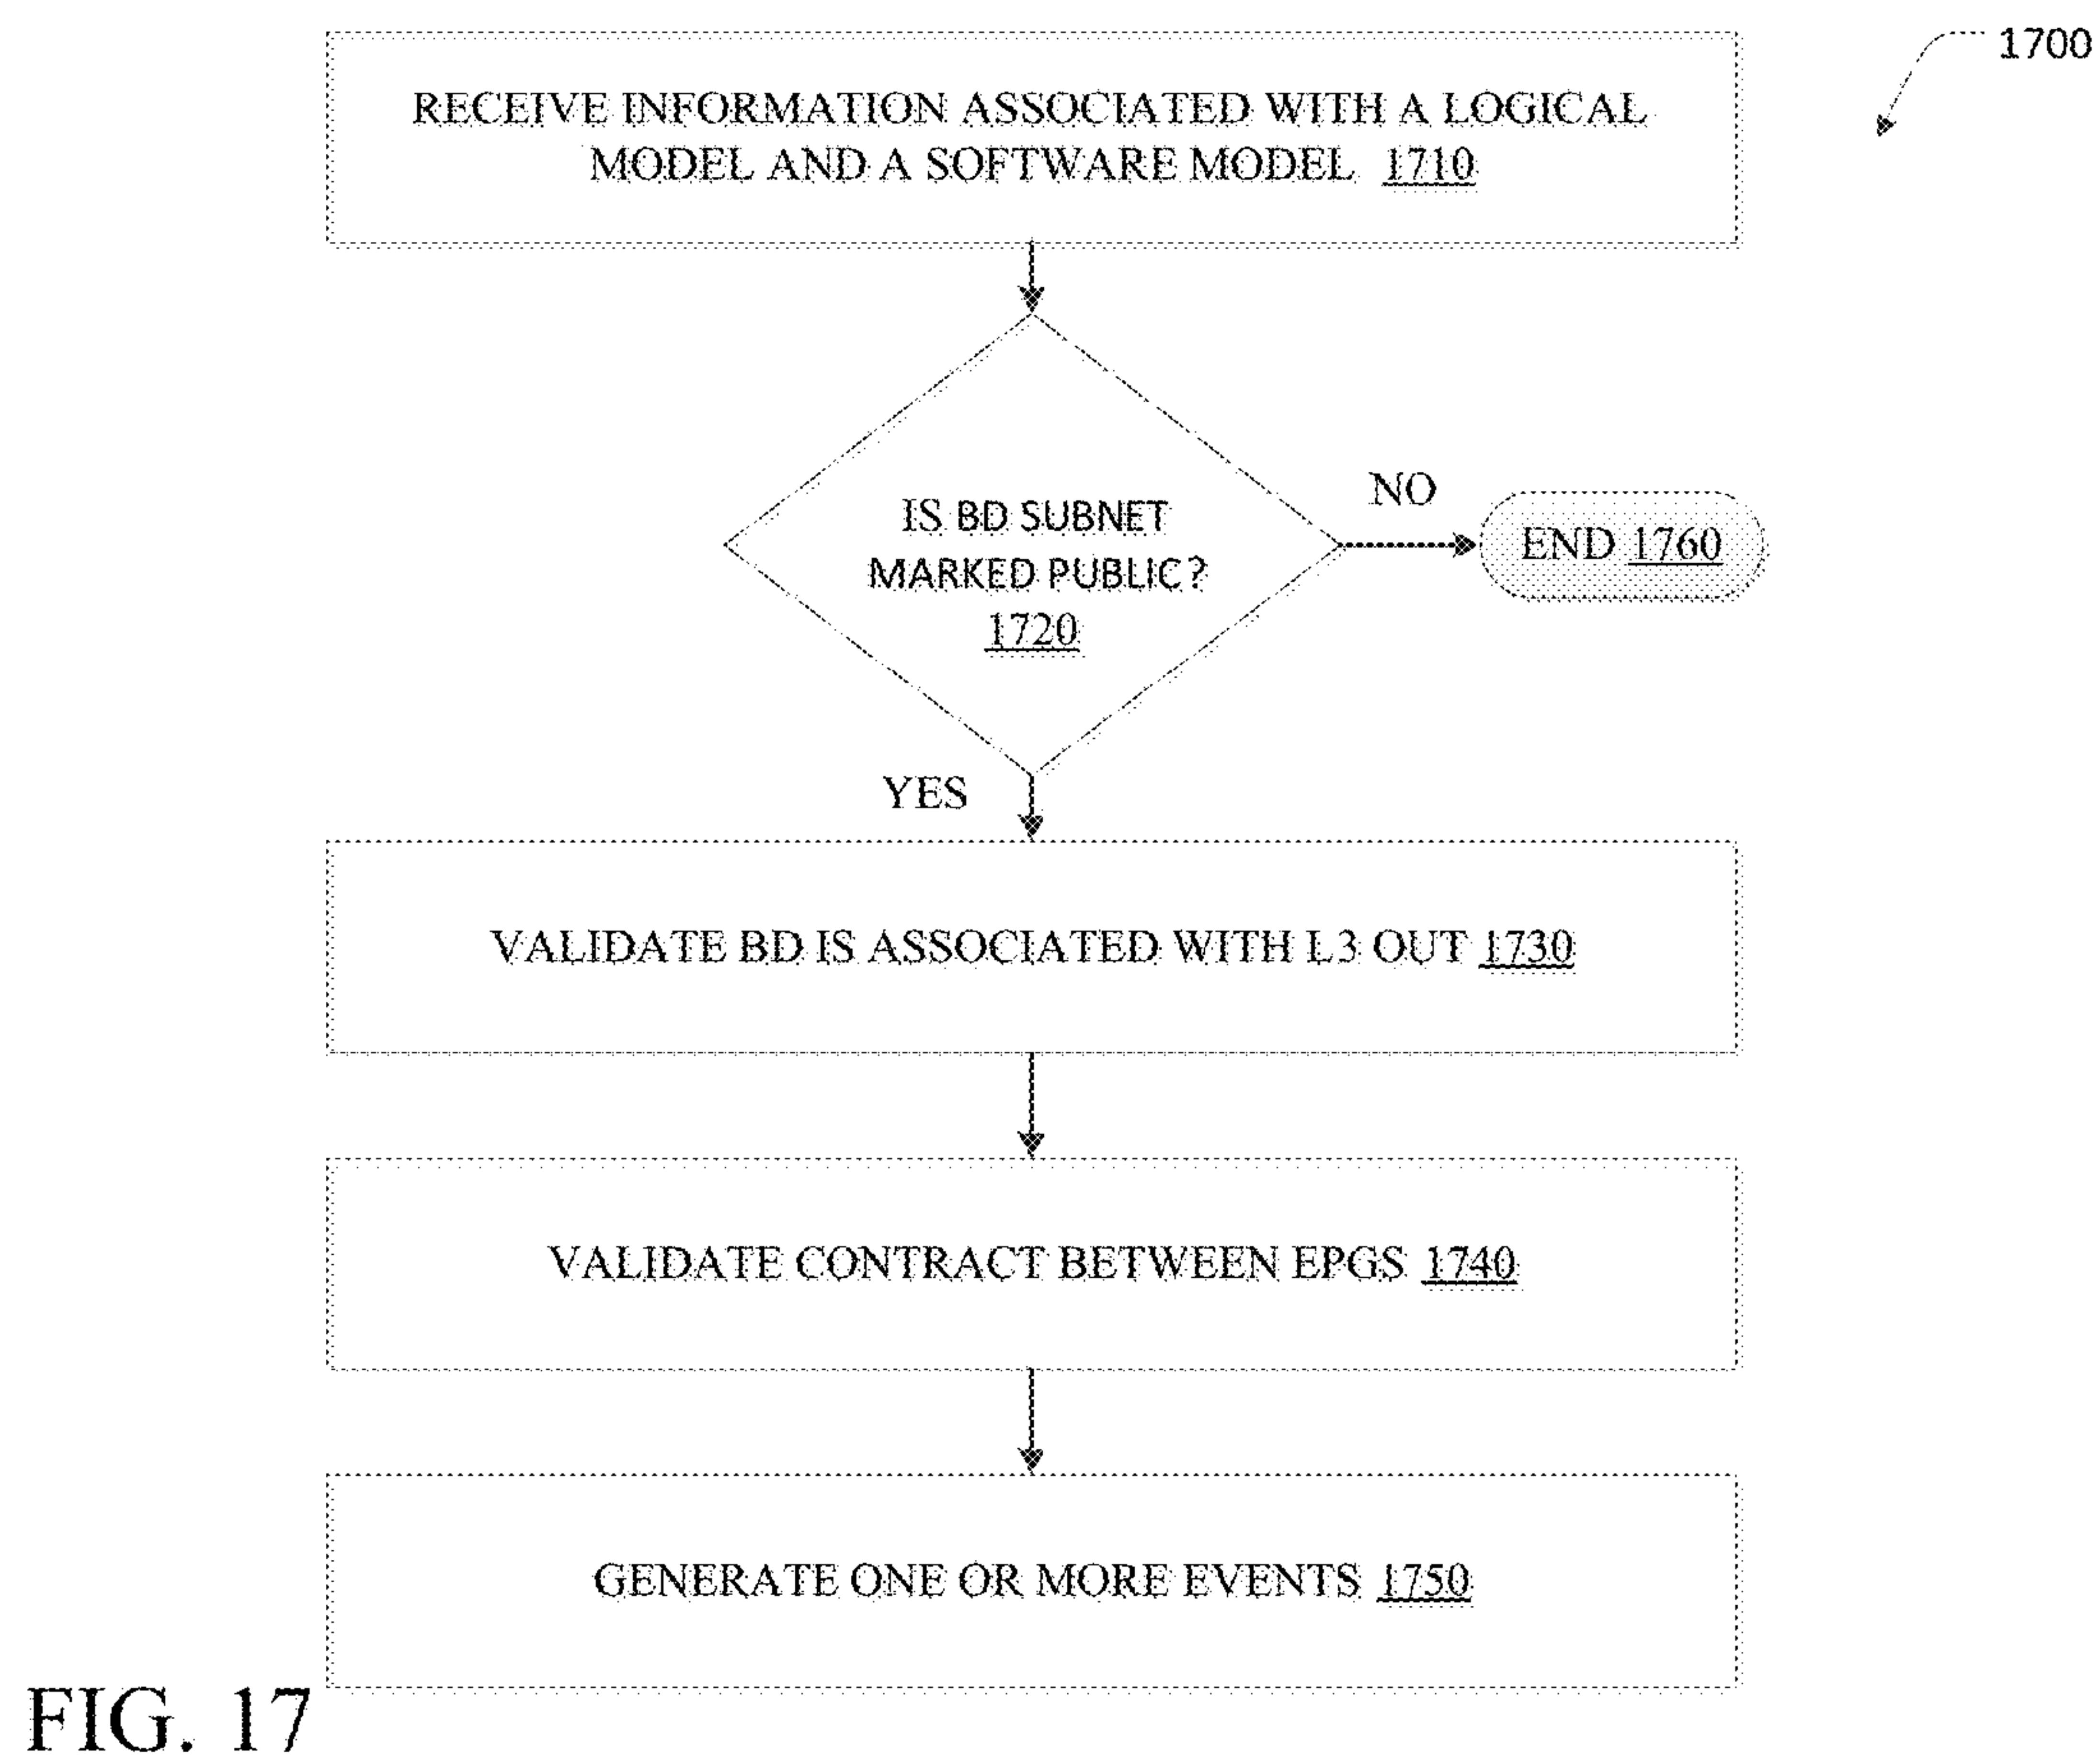 1700
RECEIVE INFORMATION ASSOCIATED WITH A LOGICAL
MODEL AND A SOFTWARE MODEL 1710
IS BD SUBNET
MARKED PUBLIC?
1720
NO
END 1760
YES
VALIDATE BD IS ASSOCIATED WITH L3 OUT 1730
VALIDATE CONTRACT BETWEEN EPGS 1740
GENERATE ONE OR MORE EVENTS 1750
FIG. 17